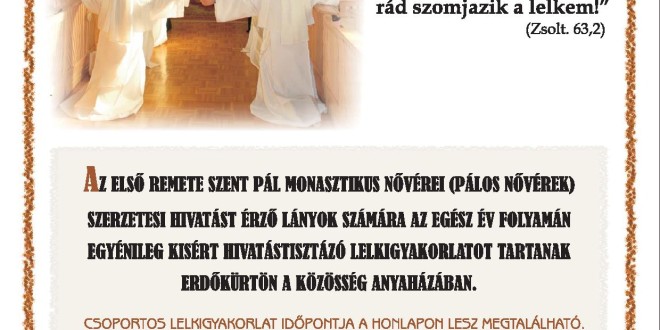 rád szomjazik a lelkem!”
(Zsolt. 63,2)
AZ ELSŐ REMETE SZENT PÁL MONASZTIKUS NŐVÉREI (PÁLOS NŐVÉREK)
SZERZETESI HIVATÁST ÉRZŐ LÁNYOK SZÁMÁRA AZ EGÉSZ ÉV FOLYAMÁN
EGYÉNILEG KISÉRT HIVATÁSTISZTÁZÓ LELKIGYAKORLATOT TARTANAK
ERDŐKÜRTÖN A KÖZÖSSÉG ANYAHÁZÁBAN.
CSOPORTOS LELKIGYAKORLAT IDŐPONTJA A HONLAPON LESZ MEGTALÁLHATÓ.